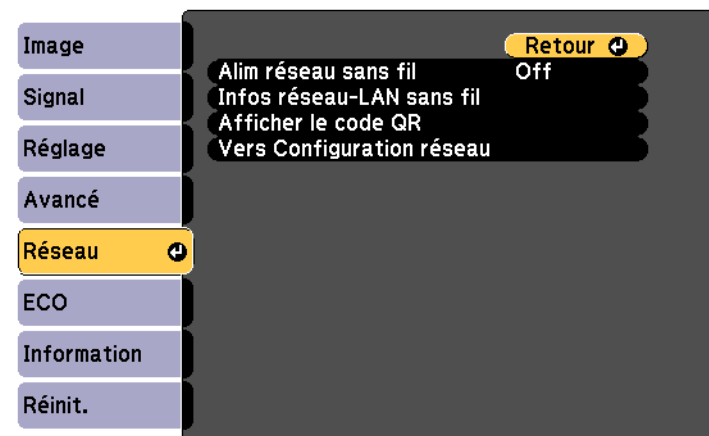 Image
Signal
Réglage
Avancé
Réseau
ECO
Information
Réinit.
Retour
Alim réseau sans fil Off
Infos réseau-LAN sans fil
Afficher le code QR
Vers Configuration réseau